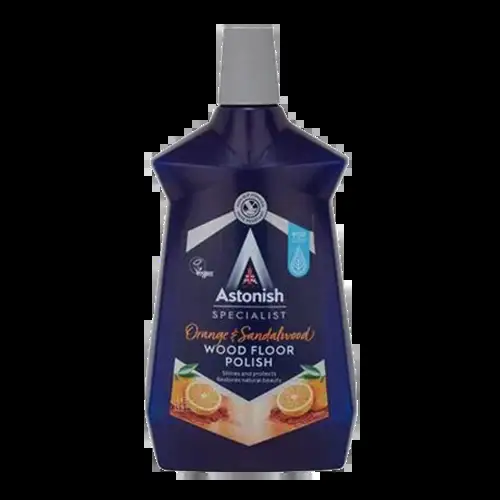 Vegan
Astonish
SPECIALIST
Orange & Sandalwood
WOOD FLOOR
POLISH
Shines and protects
Restores natural beauty